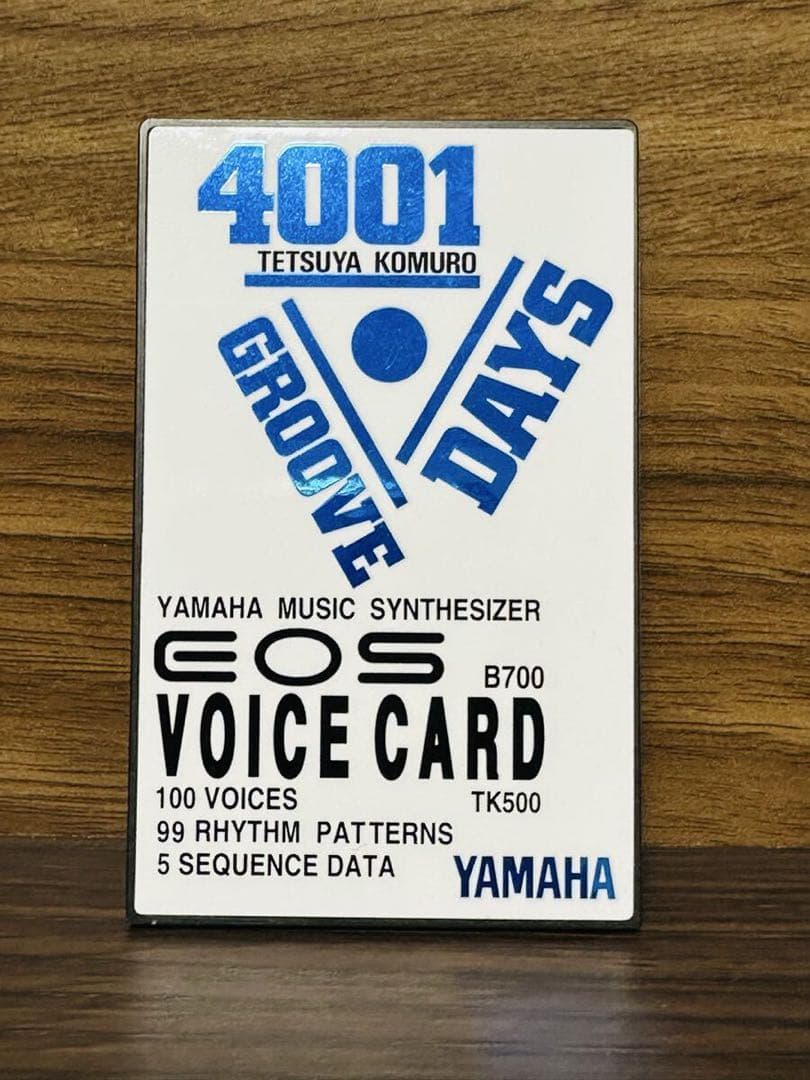 4001
TETSUYA KOMURO
GROOVE
DAYS
YAMAHA MUSIC SYNTHESIZER
EOS B700
VOICE CARD
100 VOICES TK500
99 RHYTHM PATTERNS
5 SEQUENCE DATA
YAMAHA